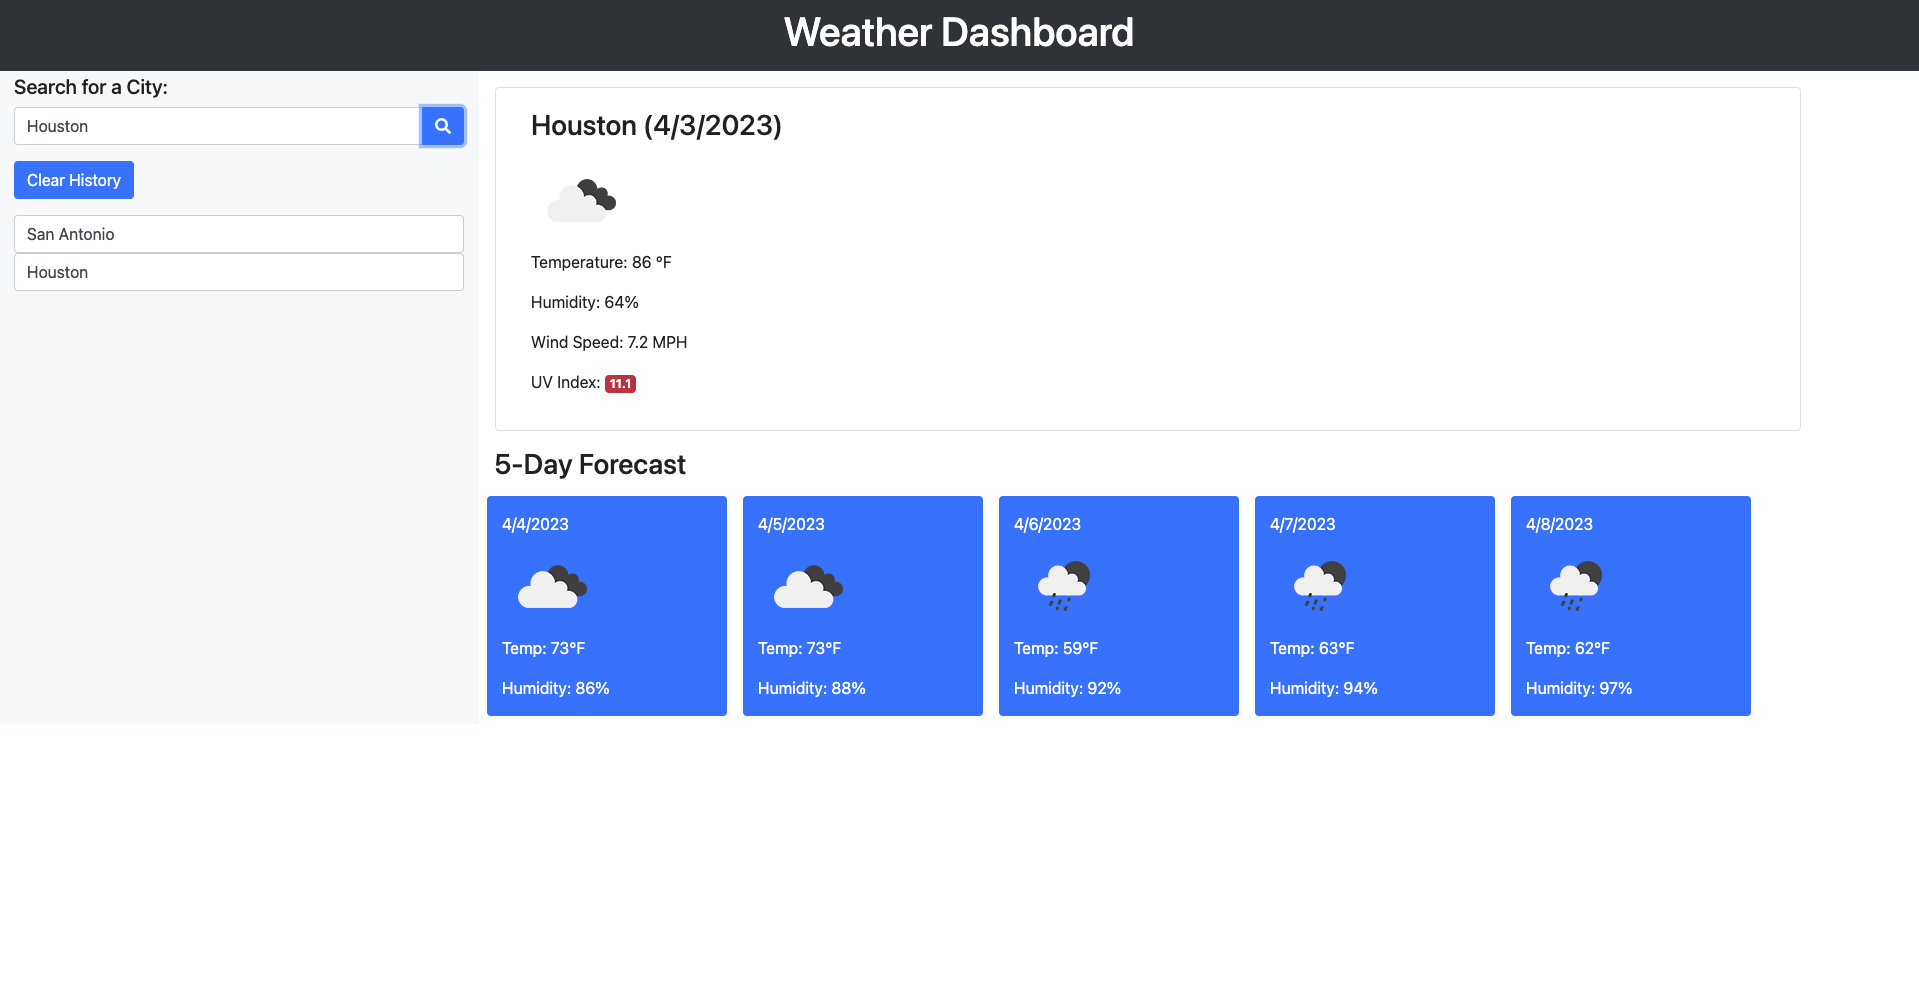 Weather Dashboard
Search for a City:
Houston
Clear History
San Antonio
Houston
Houston (4/3/2023)
Temperature: 86 °F
Humidity: 64%
Wind Speed: 7.2 MPH
UV Index: 11.1
5-Day Forecast
4/4/2023
Temp: 73°F
Humidity: 86%
4/5/2023
Temp: 73°F
Humidity: 88%
4/6/2023
Temp: 59°F
Humidity: 92%
4/7/2023
Temp: 63°F
Humidity: 94%
4/8/2023
Temp: 62°F
Humidity: 97%